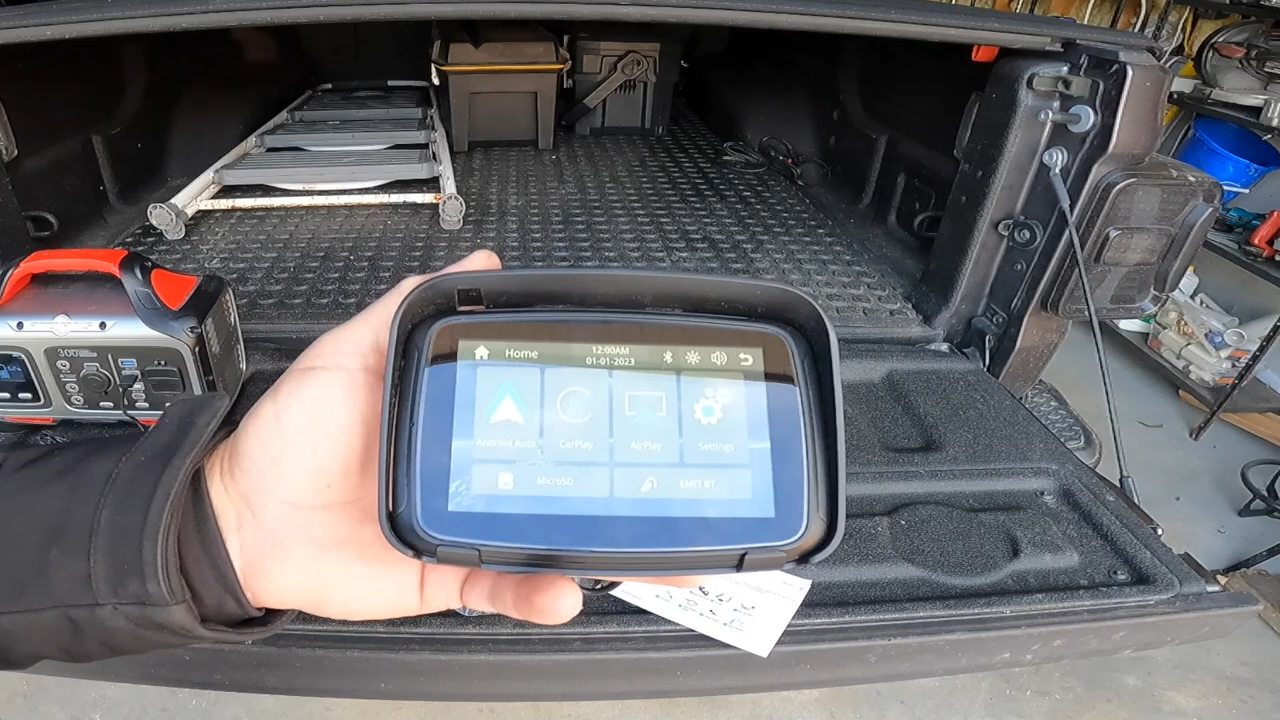 Home
12:00AM
01-01-2023
Android Auto
CarPlay
AirPlay
Settings
MicroSD
EMIT BT
300